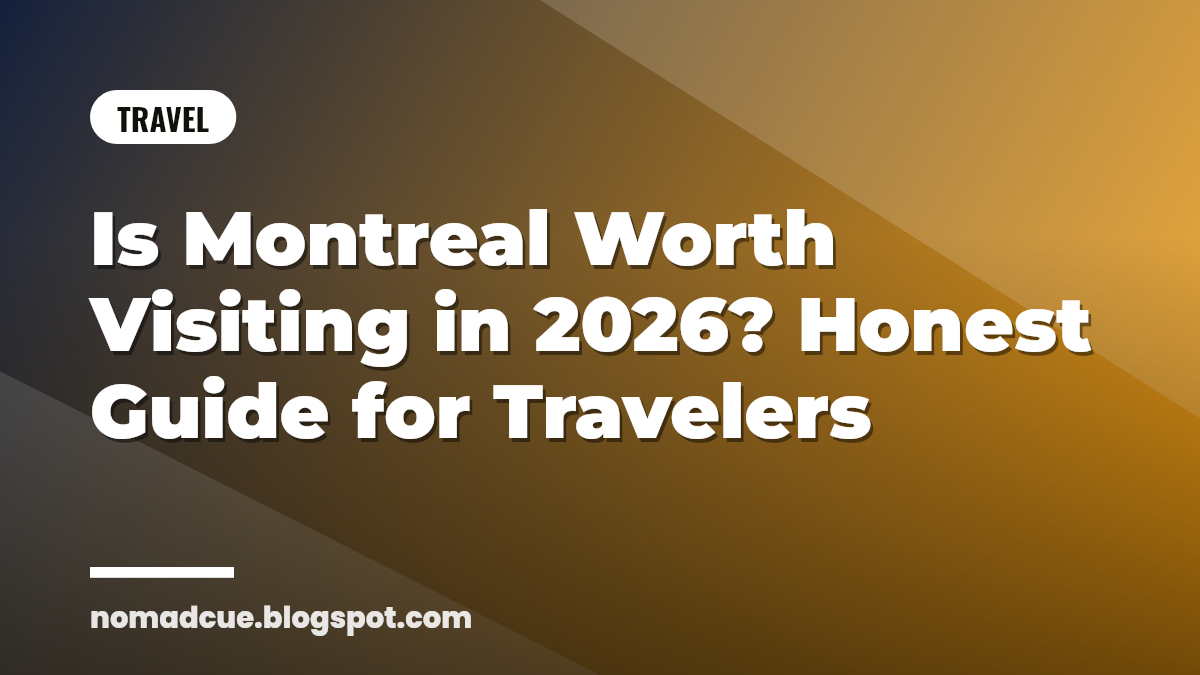 TRAVEL
Is Montreal Worth
Visiting in 2026? Honest
Guide for Travelers
nomadcue.blogspot.com